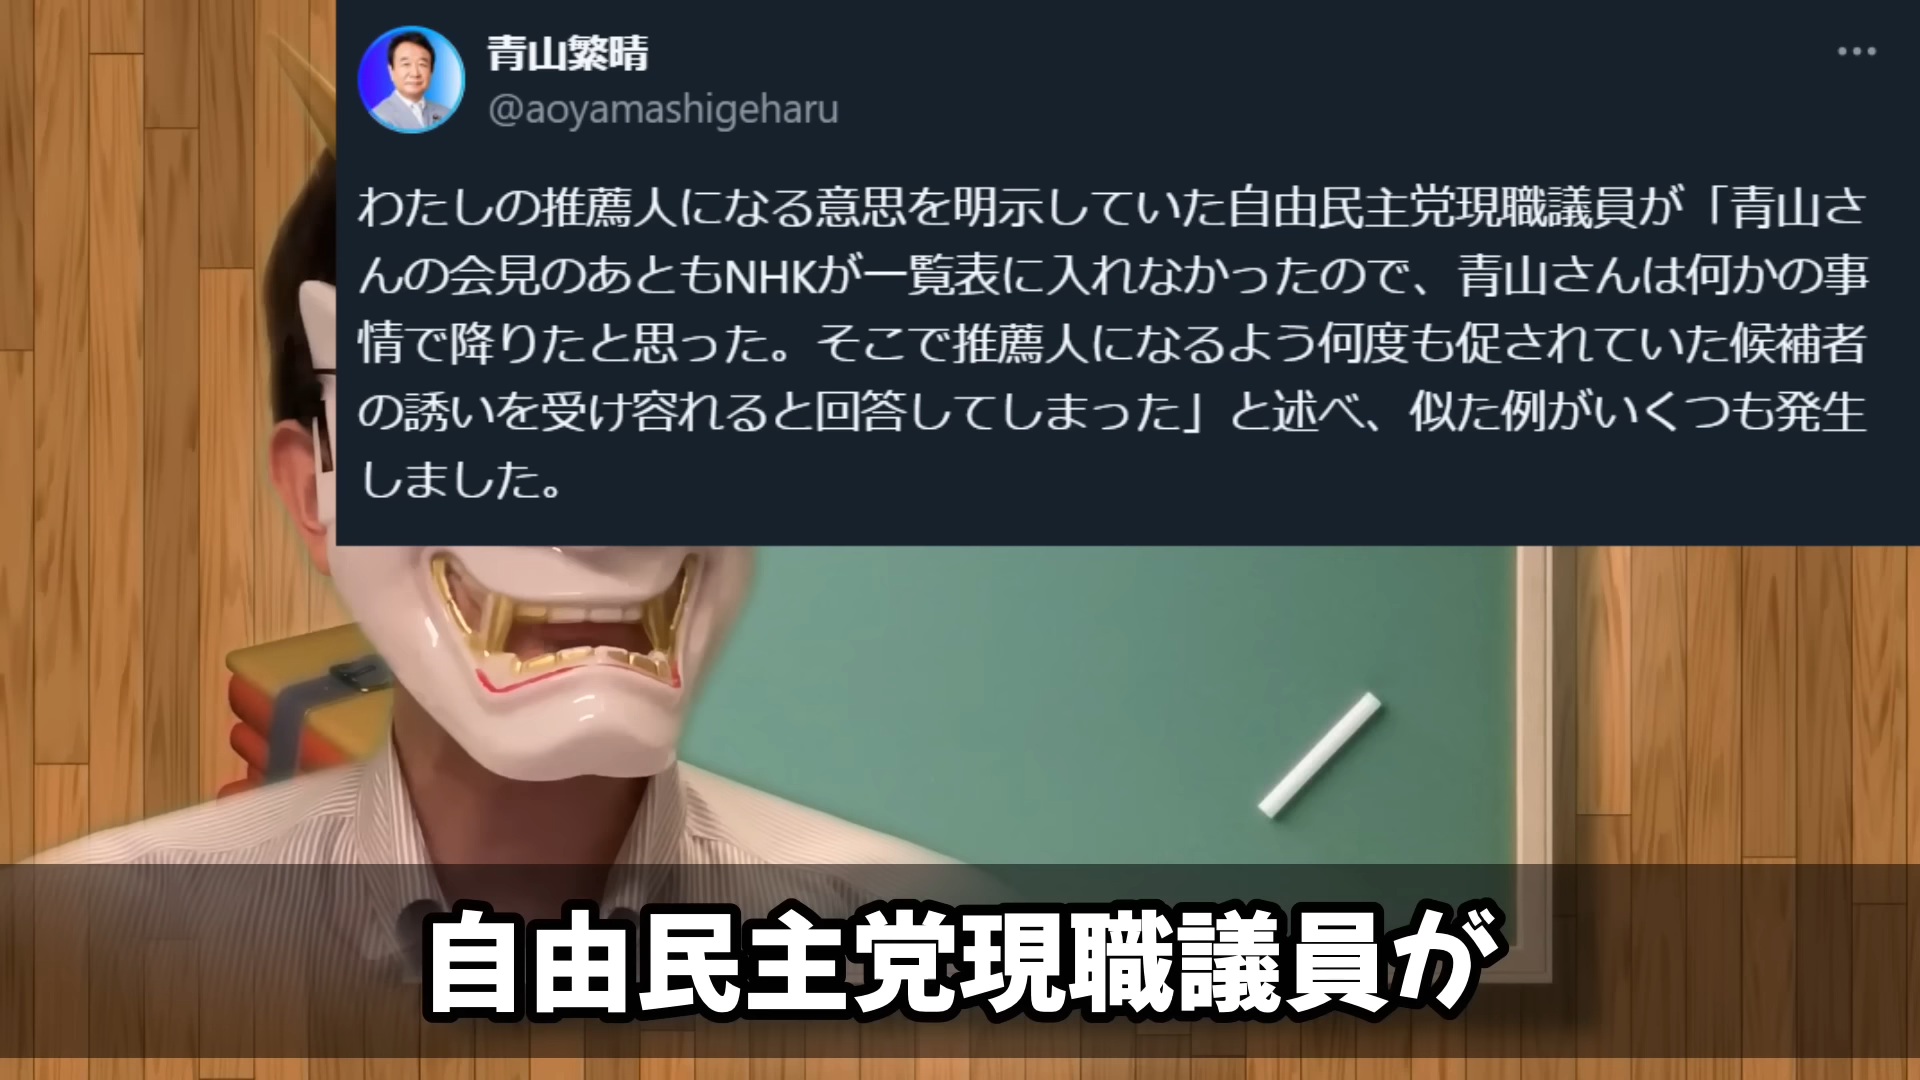 青山繁晴
@aoyamashigeharu
わたしの推薦人になる意思を明示していた自由民主党現職議員が「青山さ
んの会見のあともNHKが一覧表に入れなかったので、青山さんは何かの事
情で降りたと思った。そこで推薦人になるよう何度も促されていた候補者
の誘いを受け容れると回答してしまった」と述べ、似た例がいくつも発生
しました。
自由民主党現職議員が